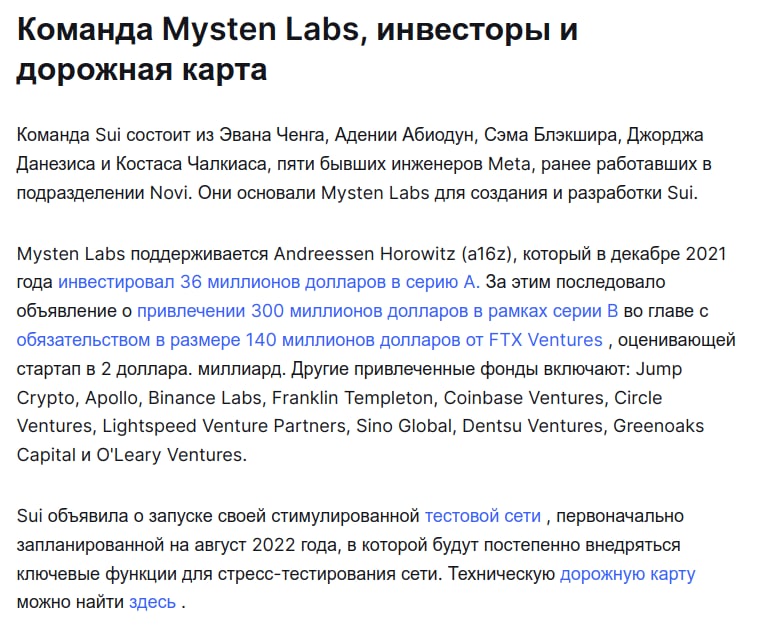 Команда Mysten Labs, инвесторы и
дорожная карта
Команда Sui состоит из Эвана Ченга, Адении Абиодун, Сэма Блэкшира, Джорджа
Данезиса и Костаса Чалкиаса, пяти бывших инженеров Meta, ранее работавших в
подразделении Novi. Они основали Mysten Labs для создания и разработки Sui.
Mysten Labs поддерживается Andreessen Horowitz (a16z), который в декабре 2021
года инвестировал 36 миллионов долларов в серию A. За этим последовало
объявление о привлечении 300 миллионов долларов в рамках серии B во главе с
обязательством в размере 140 миллионов долларов от FTX Ventures , оценивающей
стартап в 2 доллара. миллиард. Другие привлеченные фонды включают: Jump
Crypto, Apollo, Binance Labs, Franklin Templeton, Coinbase Ventures, Circle
Ventures, Lightspeed Venture Partners, Sino Global, Dentsu Ventures, Greenoaks
Capital и O'Leary Ventures.
Sui объявила о запуске своей стимулированной тестовой сети , первоначально
запланированной на август 2022 года, в которой будут постепенно внедряться
ключевые функции для стресс-тестирования сети. Техническую дорожную карту
можно найти здесь .